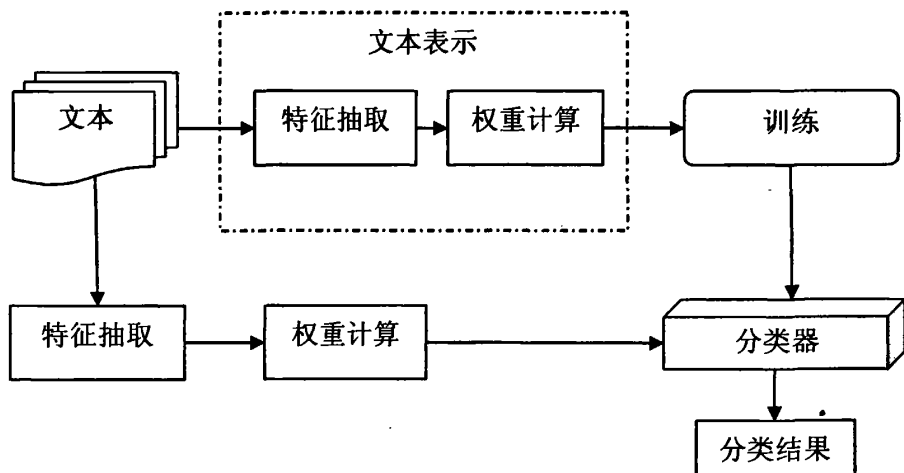 文本表示
文本
特征抽取
权重计算
训练
特征抽取
权重计算
分类器
分类结果